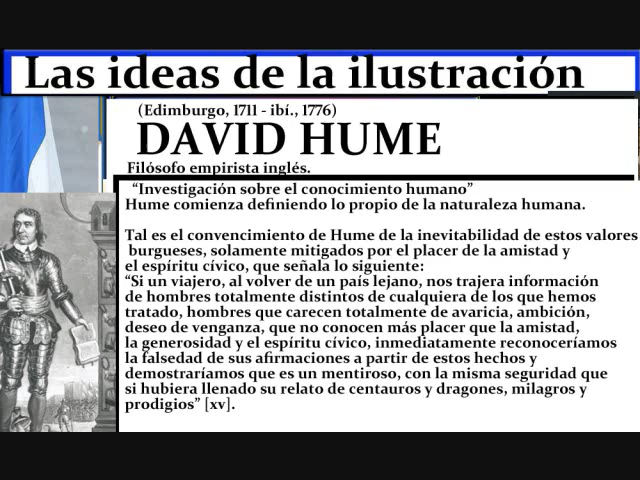 Las ideas de la ilustración
(Edimburgo, 1711 - ibí., 1776)
DAVID HUME
Filósofo empirista inglés.
“Investigación sobre el conocimiento humano”
Hume comienza definiendo lo propio de la naturaleza humana.
Tal es el convencimiento de Hume de la inevitabilidad de estos valores
burgueses, solamente mitigados por el placer de la amistad y
el espíritu cívico, que señala lo siguiente:
“Si un viajero, al volver de un país lejano, nos trajera información
de hombres totalmente distintos de cualquiera de los que hemos
tratado, hombres que carecen totalmente de avaricia, ambición,
deseo de venganza, que no conocen más placer que la amistad,
la generosidad y el espíritu cívico, inmediatamente reconoceríamos
la falsedad de sus afirmaciones a partir de estos hechos y
demostraríamos que es un mentiroso, con la misma seguridad que
si hubiera llenado su relato de centauros y dragones, milagros y
prodigios” [xv].